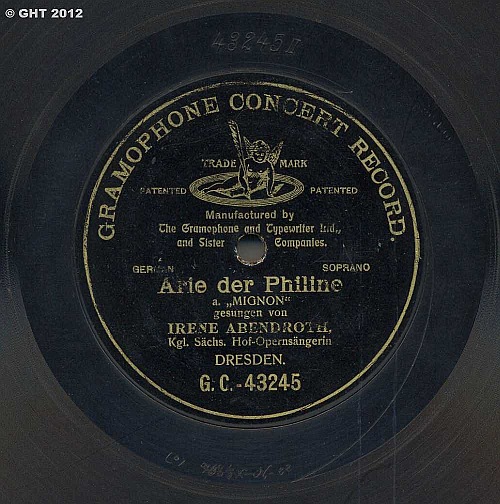 © GHT 2012
43245 II
GRAMOPHONE CONCERT RECORD.
TRADE MARK
PATENTED PATENTED
Manufactured by
The Gramophone and Typewriter Ltd.,
and Sister Companies.
GERMAN SOPRANO
Arie der Philine
a. „MIGNON“
gesungen von
IRENE ABENDROTH,
Kgl. Sächs. Hof-Opernsängerin
DRESDEN.
G. C. - 43245